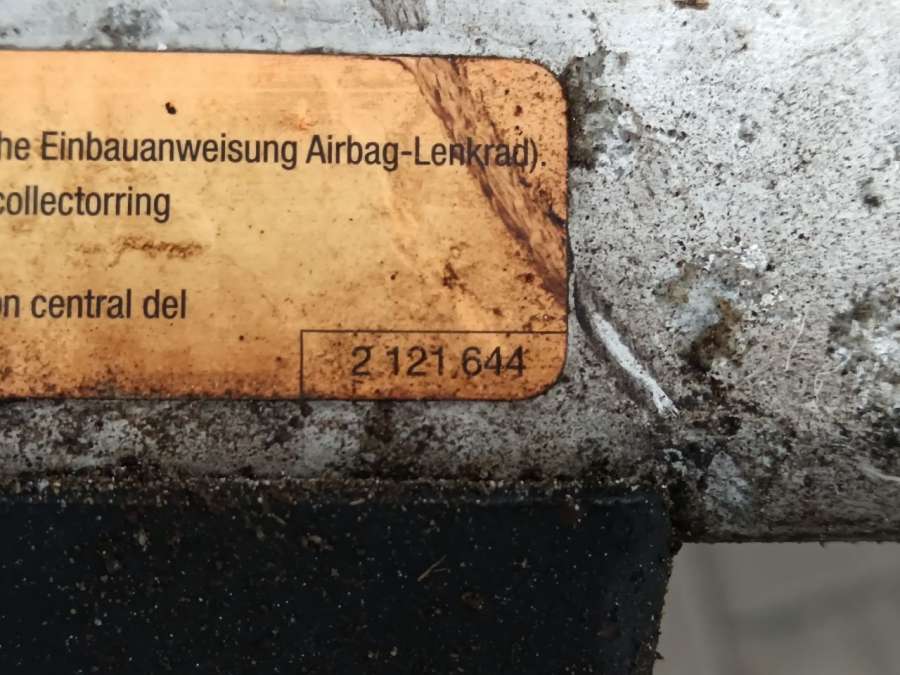 he Einbauanweisung Airbag-Lenkrad).
collectorring
on central del
2 121.644